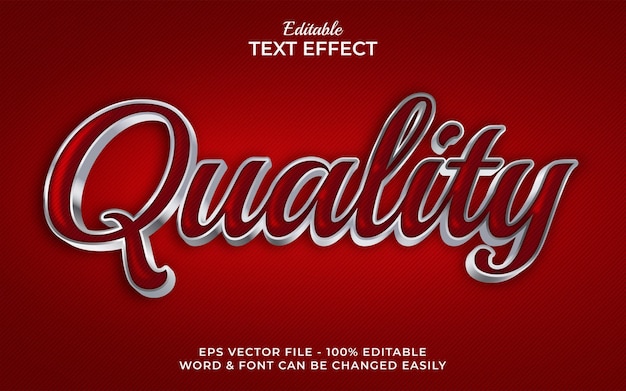 Editable
TEXT EFFECT
Quality
EPS VECTOR FILE - 100% EDITABLE
WORD & FONT CAN BE CHANGED EASILY